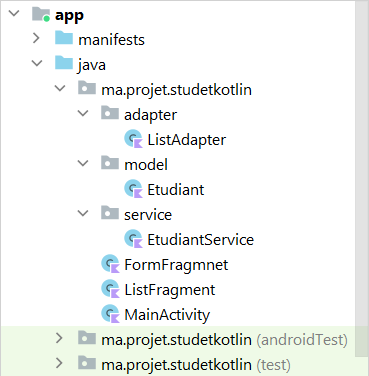 app
manifests
java
ma.projet.studetkotlin
adapter
ListAdapter
model
Etudiant
service
EtudiantService
FormFragmnet
ListFragment
MainActivity
ma.projet.studetkotlin (androidTest)
ma.projet.studetkotlin (test)